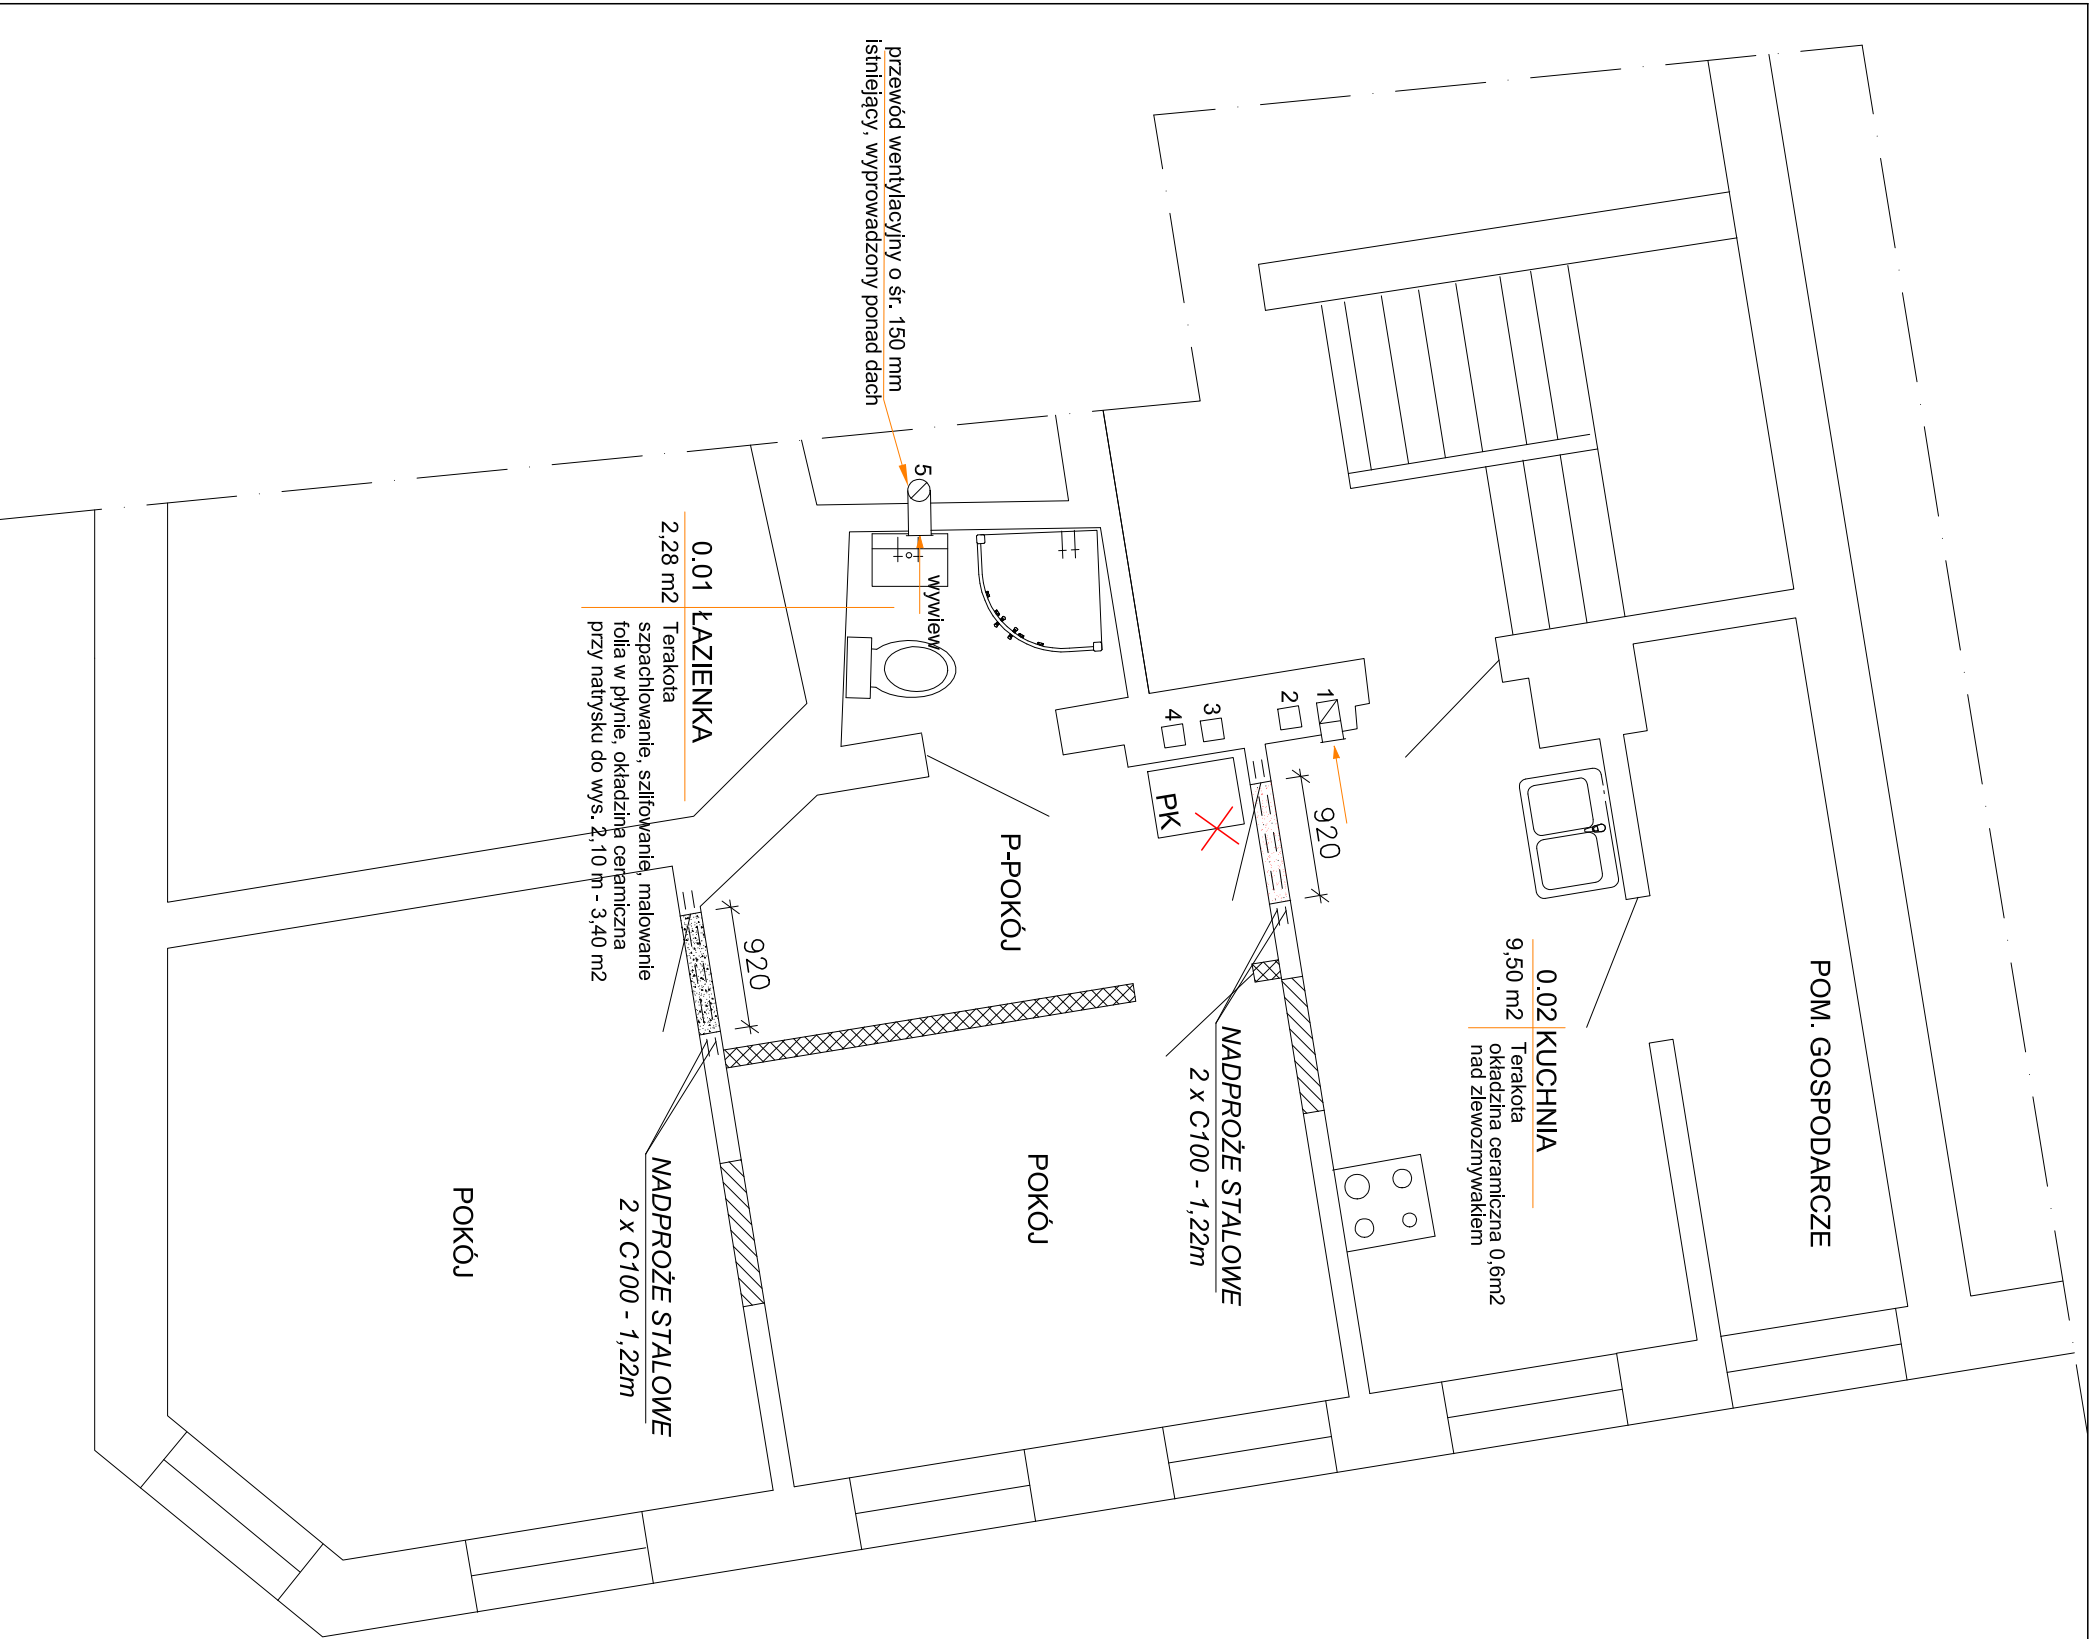 przewód wentylacyjny o śr. 150 mm
istniejący, wyprowadzony ponad dach
5
wywiew
0.01 ŁAZIENKA
2,28 m2 Terakota
szpachlowanie, szlifowanie, malowanie
folia w płynie, okładzina ceramiczna
przy natrysku do wys. 2,10 m - 3,40 m2
1
2
3
4
PK
920
P-POKÓJ
920
0.02 KUCHNIA
9,50 m2 Terakota
okładzina ceramiczna 0,6m2
nad zlewozmywakiem
POM. GOSPODARCZE
NADPROŻE STALOWE
2 x C100 - 1,22m
POKÓJ
NADPROŻE STALOWE
2 x C100 - 1,22m
POKÓJ